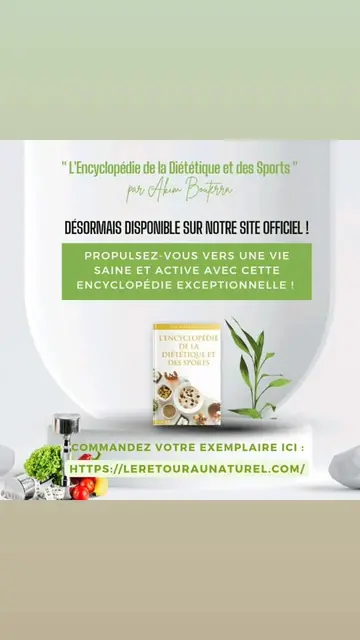 " L'Encyclopédie de la Diététique et des Sports "
par Akim Bouterra
DÉSORMAIS DISPONIBLE SUR NOTRE SITE OFFICIEL !
PROPULSEZ-VOUS VERS UNE VIE
SAINE ET ACTIVE AVEC CETTE
ENCYCLOPÉDIE EXCEPTIONNELLE !
L'ENCYCLOPÉDIE
DE LA
DIÉTÉTIQUE ET
DES SPORTS
COMMANDEZ VOTRE EXEMPLAIRE ICI :
HTTPS://LERETOURAUNATUREL.COM/